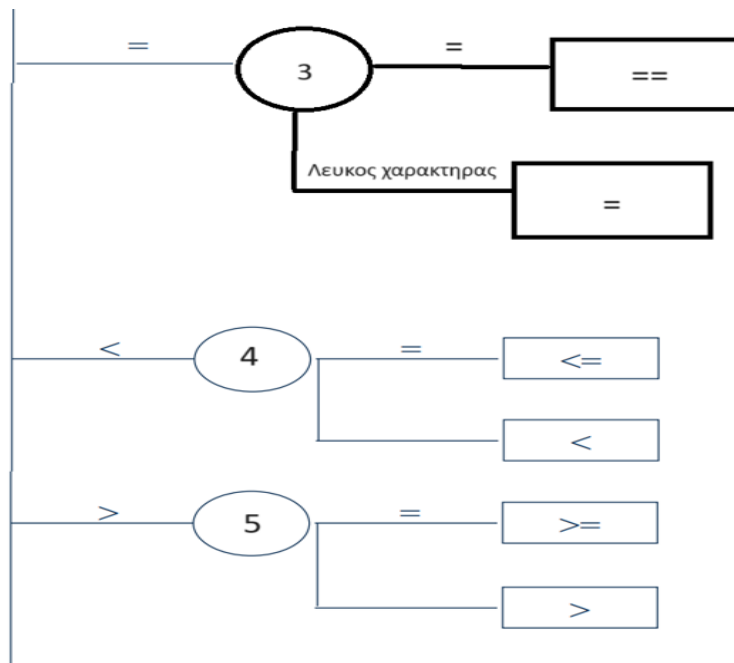 = 3 = ==
Λευκος χαρακτηρας
=
< 4 = <=
<
> 5 = >=
>